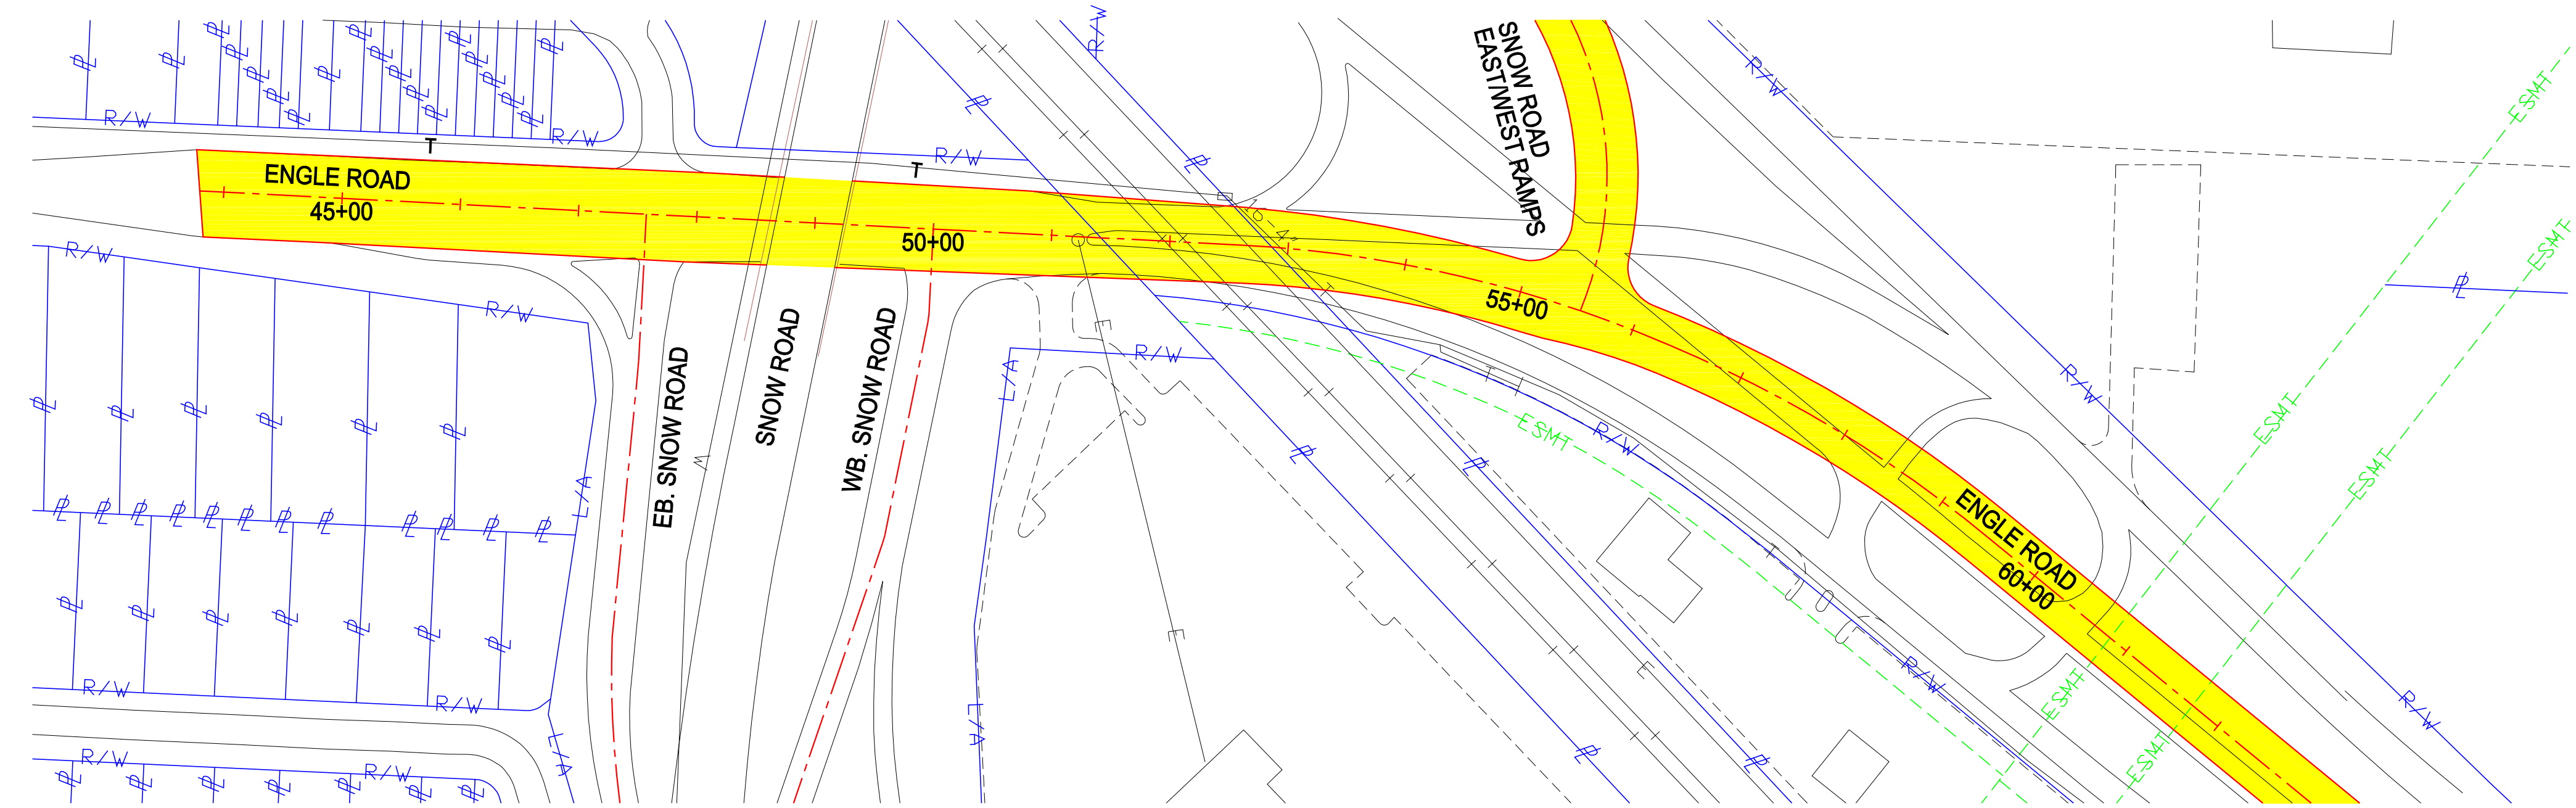 R/W
SNOW ROAD
EAST/WEST RAMPS
R/W
ESMT
R/W
R/W
T
R/W
T
ENGLE ROAD
45+00
50+00
55+00
R/W
R/W
R/W
ESMT
L/A
R/W
SNOW ROAD
WB. SNOW ROAD
EB. SNOW ROAD
R/W
ESMT
ESMT
R/W
ESMT
L/A
ENGLE ROAD
60+00
R/W
R/W
R/W
ESMT
R/W
L/A
L/A
ESMT
R/W
R/W